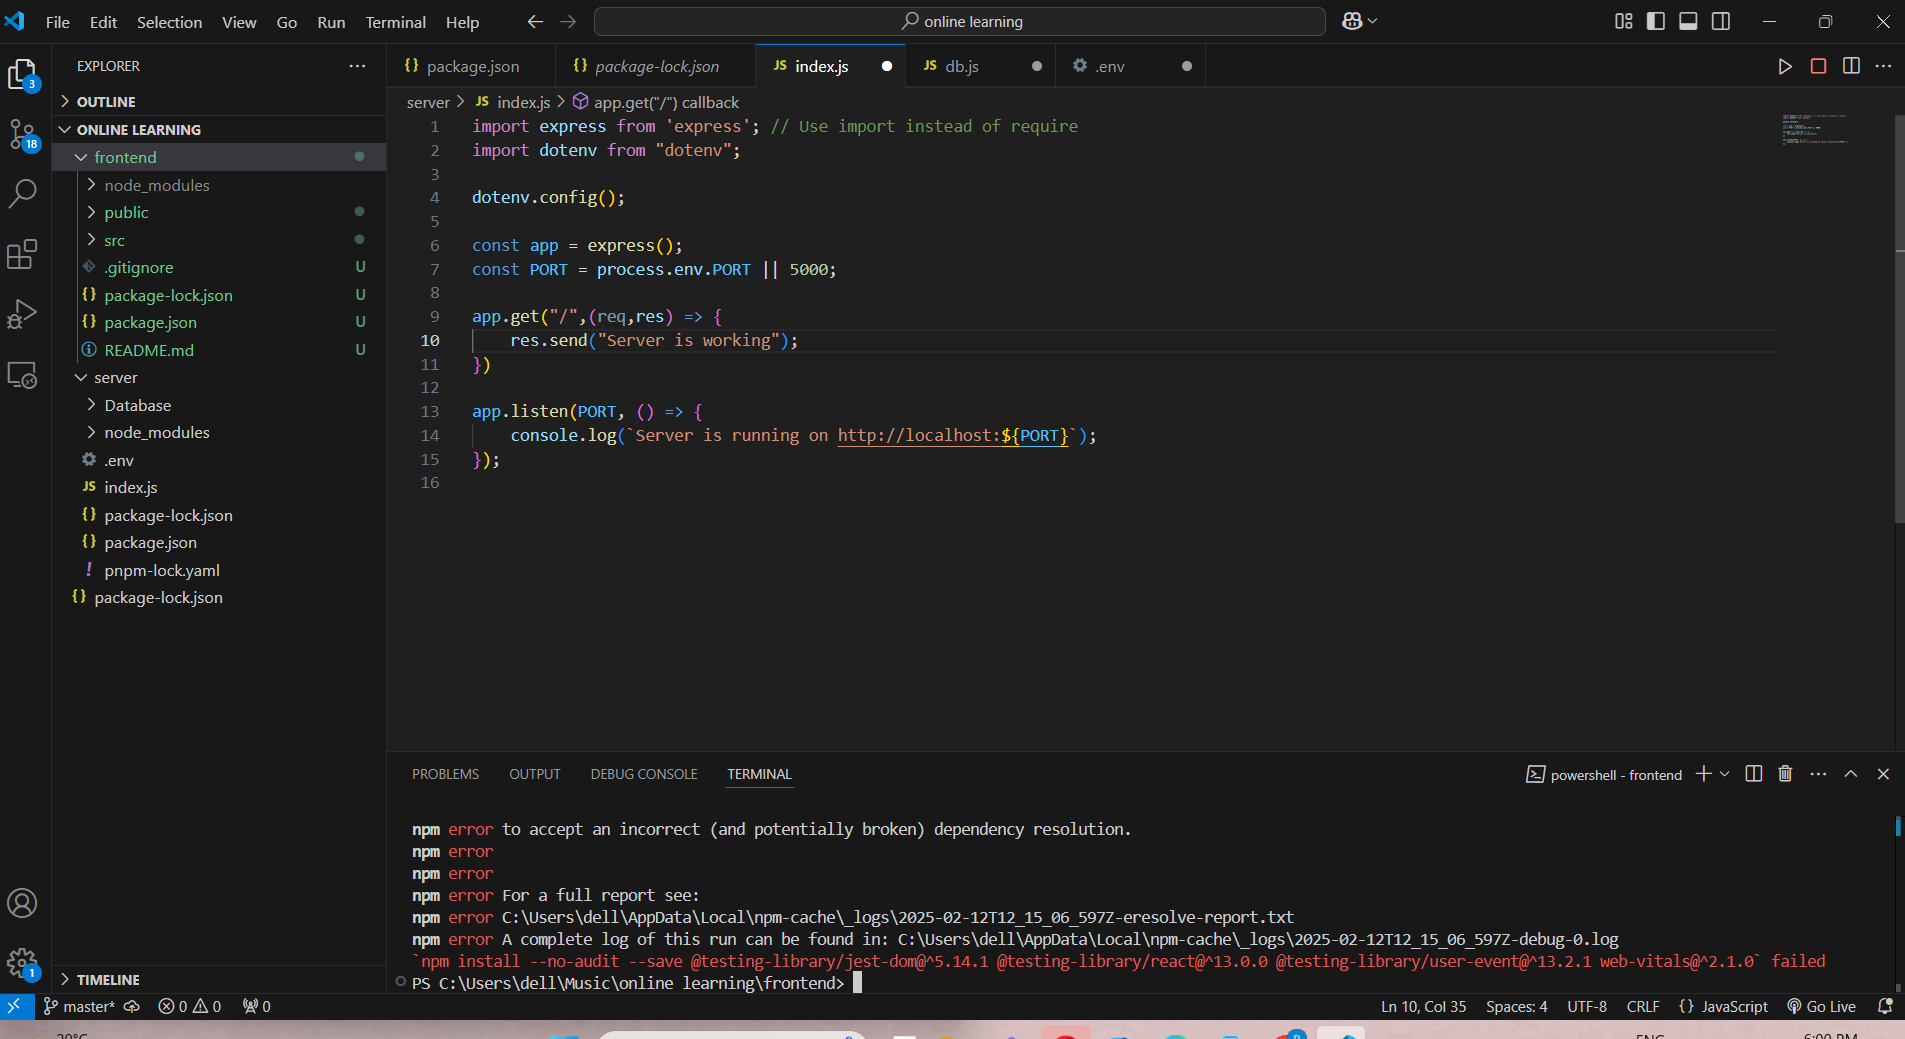 File Edit Selection View Go Run Terminal Help
online learning
EXPLORER
OUTLINE
ONLINE LEARNING
frontend
node_modules
public
src
.gitignore U
package-lock.json U
package.json U
README.md U
server
Database
node_modules
.env
index.js
package-lock.json
package.json
pnpm-lock.yaml
package-lock.json
TIMELINE
3
18
1
package.json package-lock.json JS index.js JS db.js .env
server > JS index.js > app.get("/") callback
1 import express from 'express'; // Use import instead of require
2 import dotenv from "dotenv";
3
4 dotenv.config();
5
6 const app = express();
7 const PORT = process.env.PORT || 5000;
8
9 app.get("/",(req,res) => {
10 res.send("Server is working");
11 })
12
13 app.listen(PORT, () => {
14 console.log(`Server is running on http://localhost:${PORT}`);
15 });
16
PROBLEMS OUTPUT DEBUG CONSOLE TERMINAL
powershell - frontend
npm error to accept an incorrect (and potentially broken) dependency resolution.
npm error
npm error
npm error For a full report see:
npm error C:\Users\dell\AppData\Local\npm-cache\_logs\2025-02-12T12_15_06_597Z-eresolve-report.txt
npm error A complete log of this run can be found in: C:\Users\dell\AppData\Local\npm-cache\_logs\2025-02-12T12_15_06_597Z-debug-0.log
`npm install --no-audit --save @testing-library/jest-dom@^5.14.1 @testing-library/react@^13.0.0 @testing-library/user-event@^13.2.1 web-vitals@^2.1.0` failed
PS C:\Users\dell\Music\online learning\frontend>
master* 0 0 0
Ln 10, Col 35 Spaces: 4 UTF-8 CRLF {} JavaScript Go Live